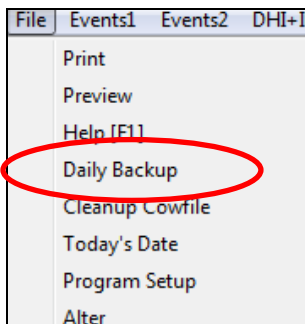 File Events1 Events2 DHI+I
Print
Preview
Help [F1]
Daily Backup
Cleanup Cowfile
Today's Date
Program Setup
Alter